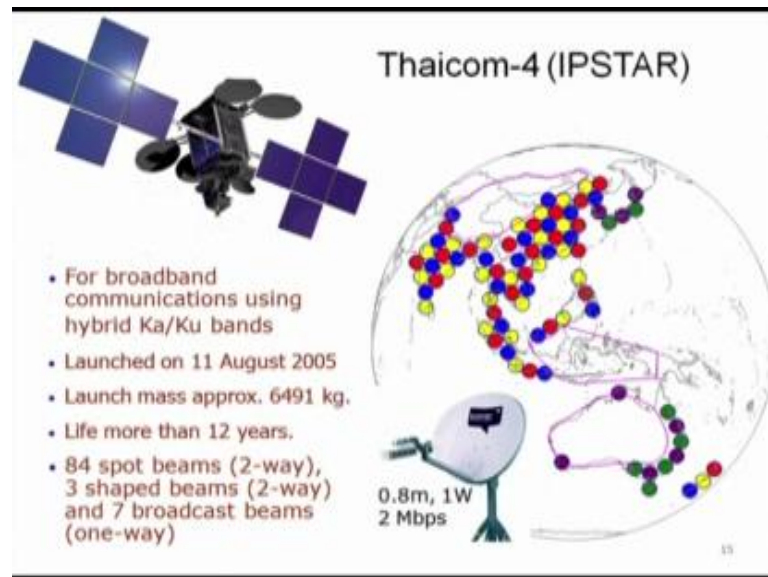 Thaicom-4 (IPSTAR)
• For broadband
communications using
hybrid Ka/Ku bands
• Launched on 11 August 2005
• Launch mass approx. 6491 kg.
• Life more than 12 years.
• 84 spot beams (2-way),
3 shaped beams (2-way)
and 7 broadcast beams
(one-way)
0.8m, 1W
2 Mbps
15